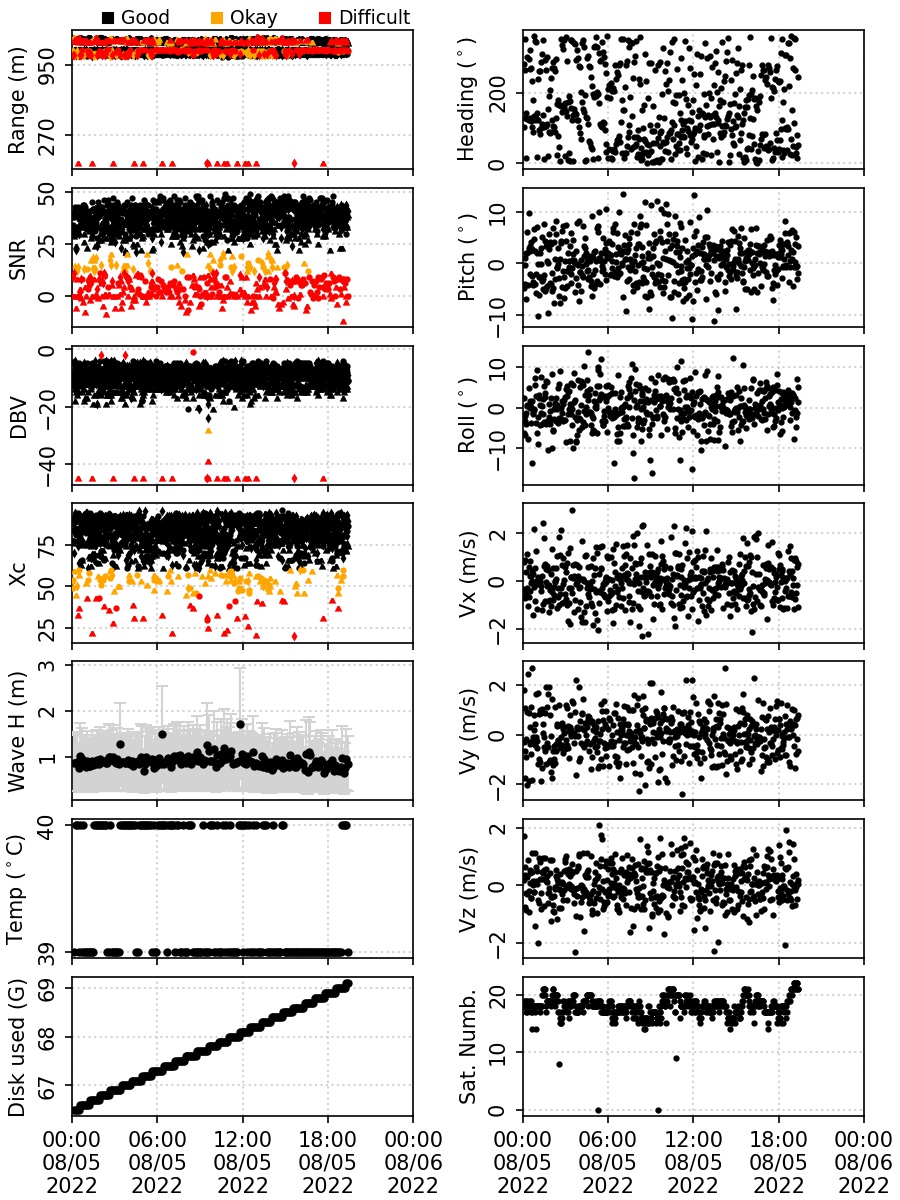 Good Okay Difficult
Range (m)
950
270
Heading (°)
200
0
SNR
50
25
0
Pitch (°)
10
0
−10
DBV
0
−20
−40
Roll (°)
10
0
−10
Xc
75
50
25
Vx (m/s)
2
0
−2
Wave H (m)
3
2
1
Vy (m/s)
2
0
−2
Temp (°C)
40
39
Vz (m/s)
2
0
−2
Disk used (G)
69
68
67
Sat. Numb.
20
10
0
00:00 06:00 12:00 18:00 00:00
08/05 08/05 08/05 08/05 08/06
2022 2022 2022 2022 2022
00:00 06:00 12:00 18:00 00:00
08/05 08/05 08/05 08/05 08/06
2022 2022 2022 2022 2022